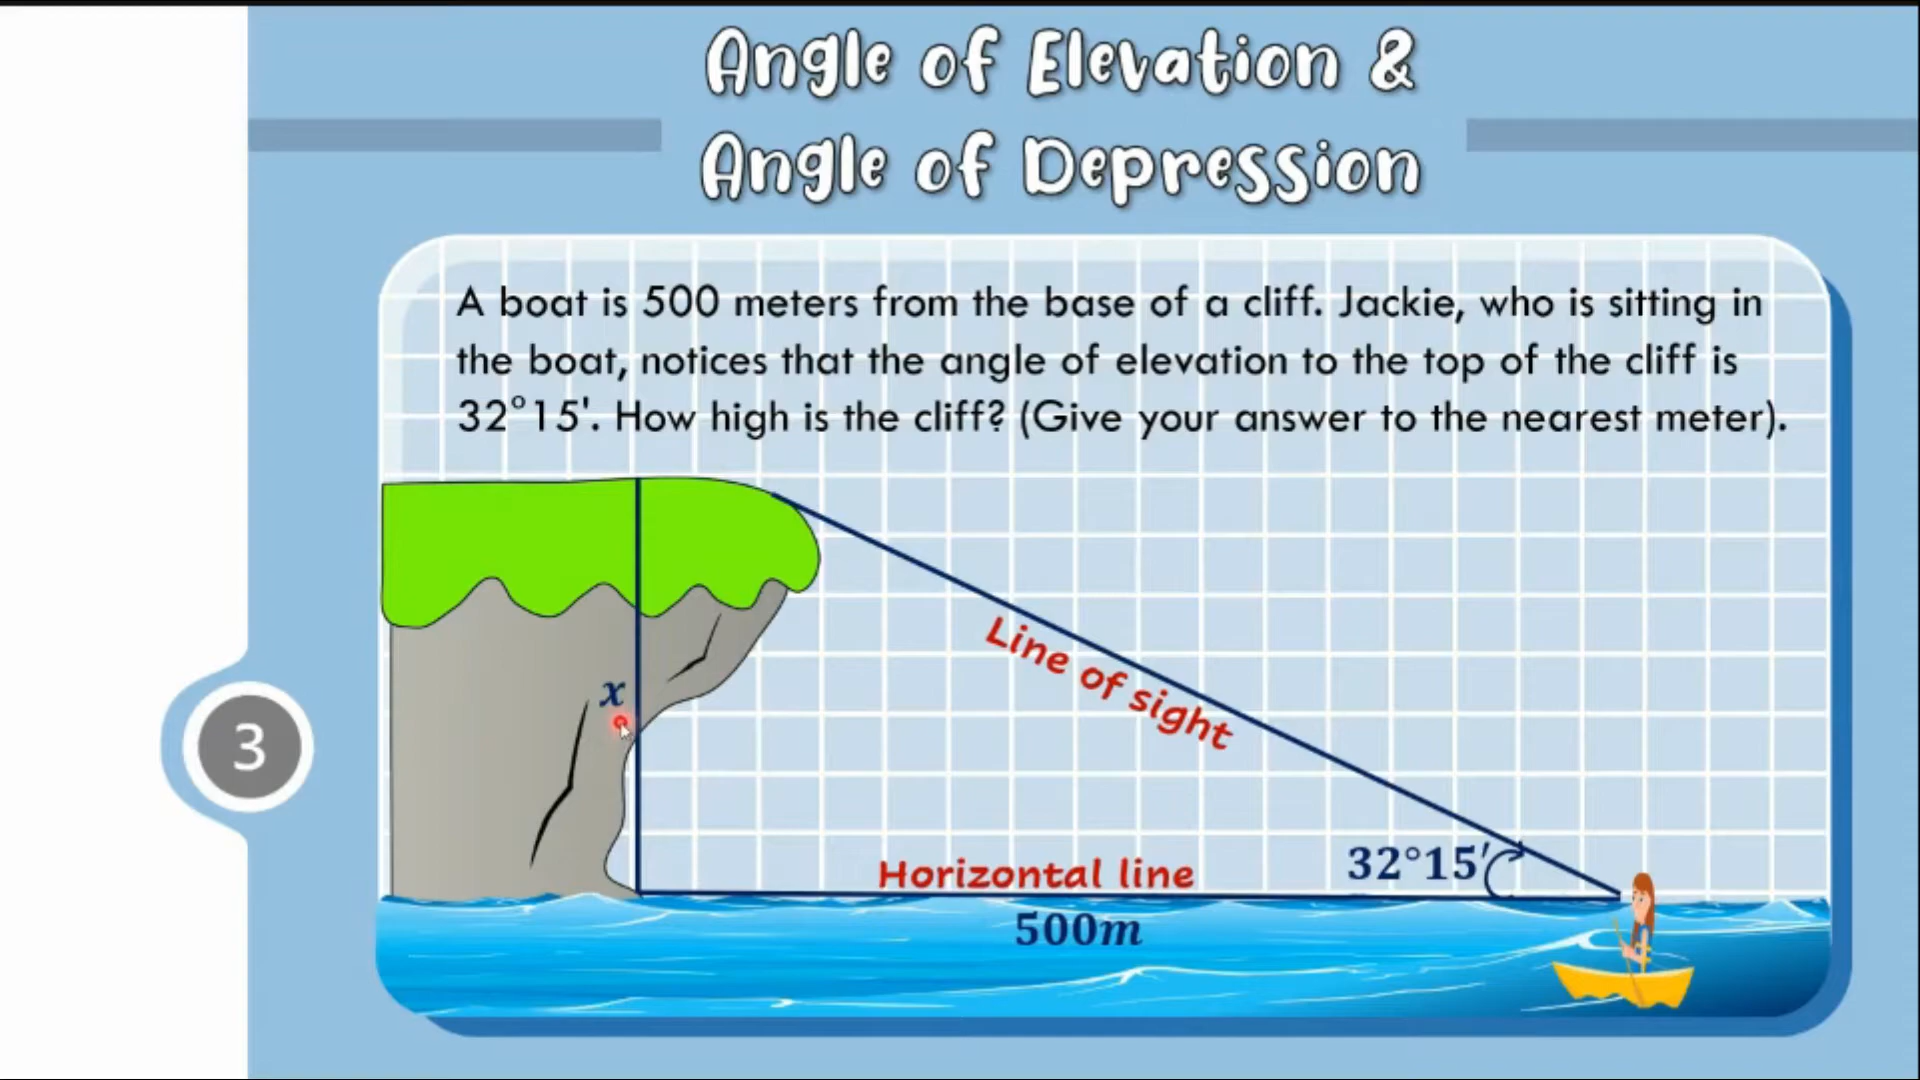 Angle of Elevation &
Angle of Depression
A boat is 500 meters from the base of a cliff. Jackie, who is sitting in
the boat, notices that the angle of elevation to the top of the cliff is
32°15'. How high is the cliff? (Give your answer to the nearest meter).
x
Line of sight
3
Horizontal line
32°15'
500m